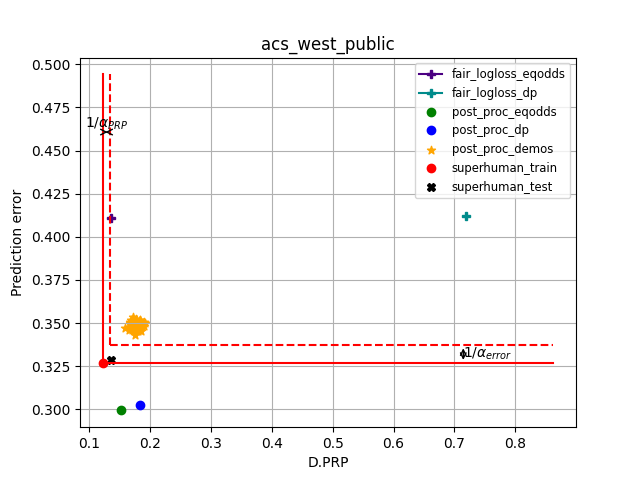 acs_west_public
0.500
0.475
0.450
0.425
0.400
0.375
0.350
0.325
0.300
Prediction error
0.1
0.2
0.3
0.4
0.5
0.6
0.7
0.8
D.PRP
fair_logloss_eqodds
fair_logloss_dp
post_proc_eqodds
post_proc_dp
post_proc_demos
superhuman_train
superhuman_test
1/α_PRP
1/α_error